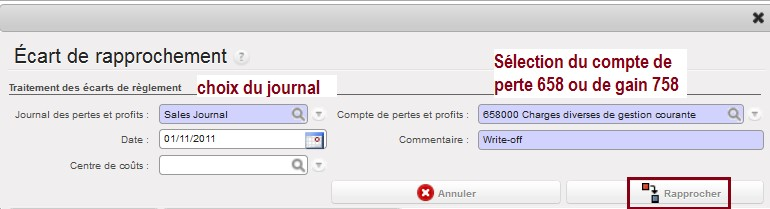 Écart de rapprochement ?
Sélection du compte de
perte 658 ou de gain 758
Traitement des écarts de règlement
choix du journal
Journal des pertes et profits : Sales Journal
Compte de pertes et profits : 658000 Charges diverses de gestion courante
Date : 01/11/2011
Commentaire : Write-off
Centre de coûts :
Annuler
Rapprocher